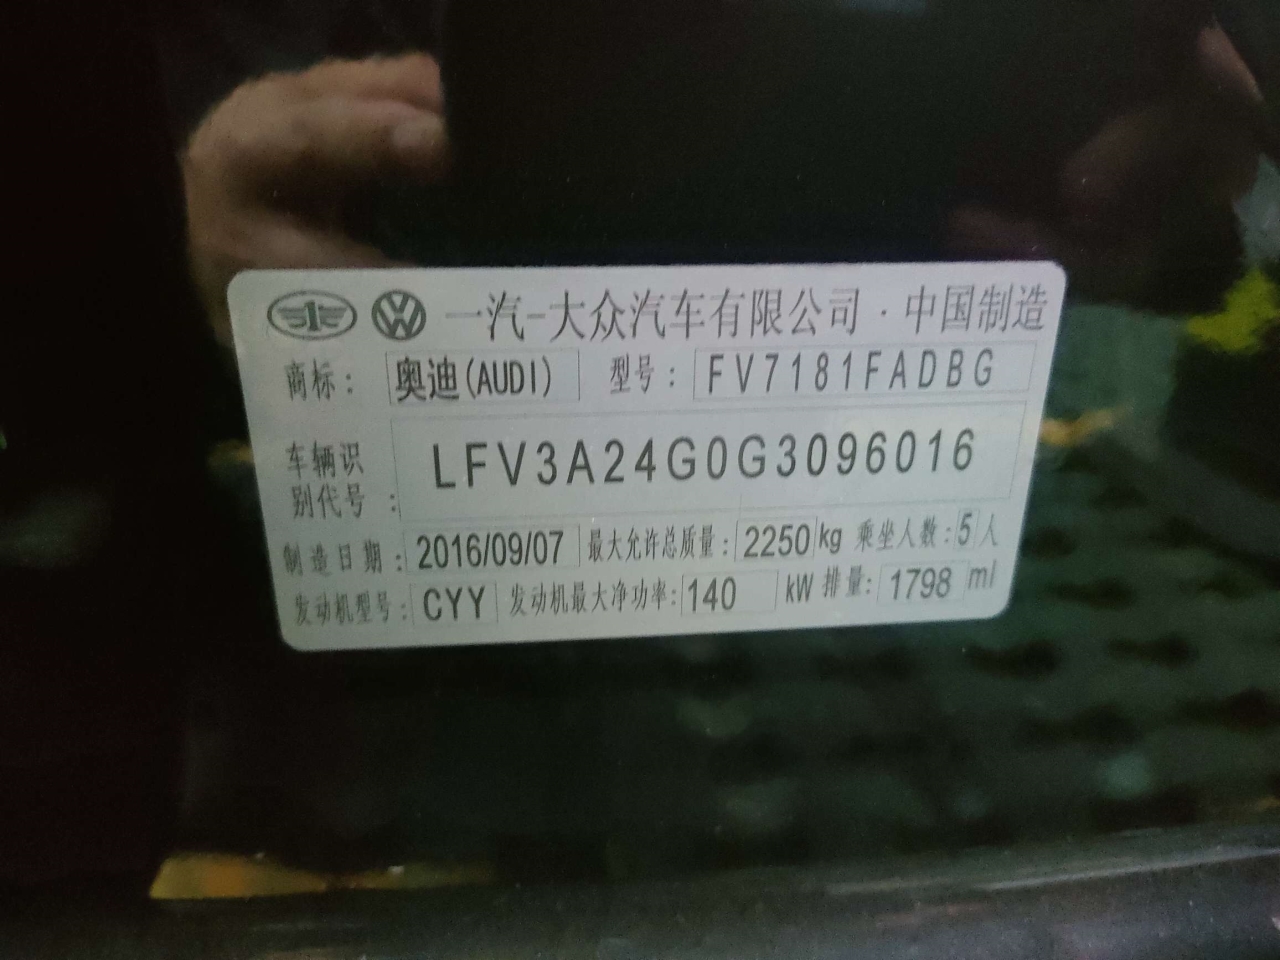 一汽-大众汽车有限公司·中国制造
商标: 奥迪(AUDI) 型号: FV7181FADBG
车辆识别代号: LFV3A24G0G3096016
制造日期: 2016/09/07 最大允许总质量: 2250kg 乘坐人数: 5人
发动机型号: CYY 发动机最大净功率: 140 kW 排量: 1798 ml